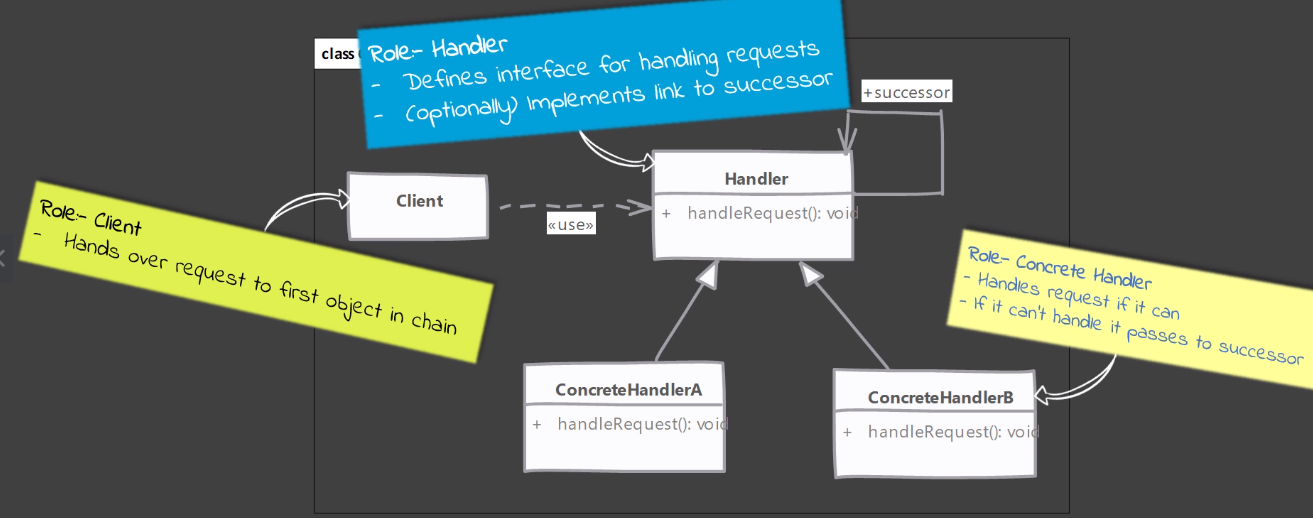 class
Role:- Handler
- Defines interface for handling requests
- (optionally) Implements link to successor
+successor
Role:- Client
- Hands over request to first object in chain
Client
«use»
Handler
+ handleRequest(): void
Role:- Concrete Handler
- Handles request if it can
- If it can't handle it passes to successor
ConcreteHandlerA
+ handleRequest(): void
ConcreteHandlerB
+ handleRequest(): void